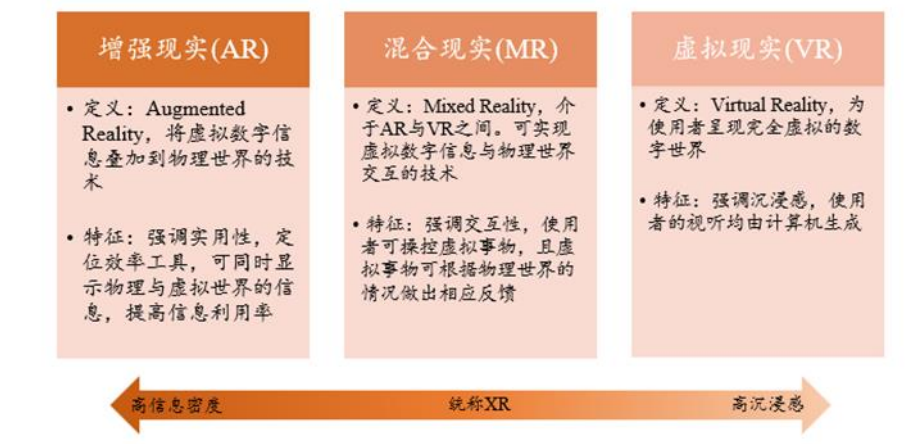 增强现实(AR)
• 定义：Augmented
Reality，将虚拟数字信
息叠加到物理世界的技
术
• 特征：强调实用性，定
位效率工具，可同时显
示物理与虚拟世界的信
息，提高信息利用率
混合现实(MR)
• 定义：Mixed Reality，介
于AR与VR之间。可实现
虚拟数字信息与物理世界
交互的技术
• 特征：强调交互性，使用
者可操控虚拟事物，且虚
拟事物可根据物理世界的
情况做出相应反馈
虚拟现实(VR)
• 定义：Virtual Reality，为
使用者呈现完全虚拟的数
字世界
• 特征：强调沉浸感，使用
者的视听均由计算机生成
高信息密度
统称XR
高沉浸感